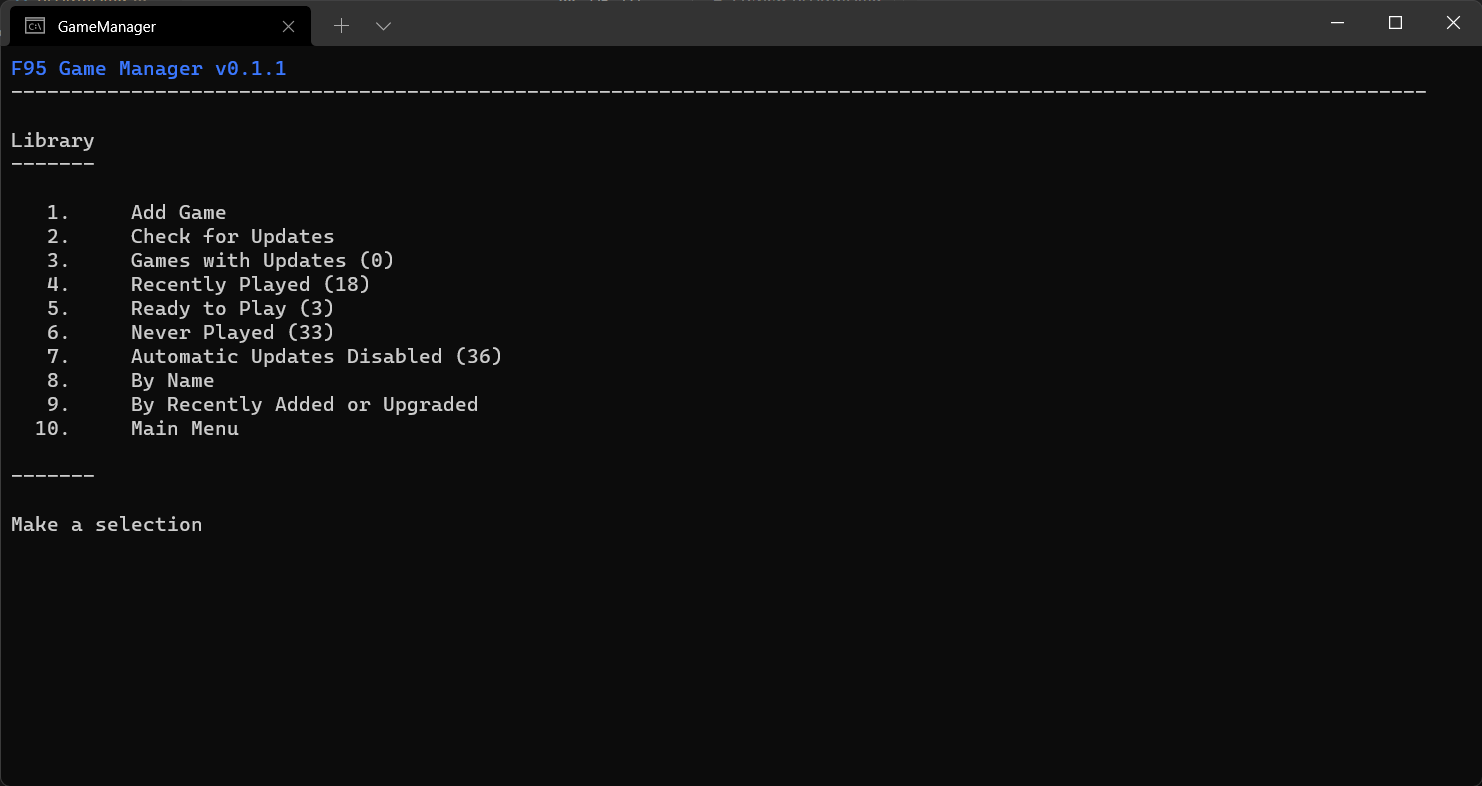 GameManager
F95 Game Manager v0.1.1
----------------------------------------------------------------------------------------------------------------------
Library
-------
1. Add Game
2. Check for Updates
3. Games with Updates (0)
4. Recently Played (18)
5. Ready to Play (3)
6. Never Played (33)
7. Automatic Updates Disabled (36)
8. By Name
9. By Recently Added or Upgraded
10. Main Menu
-------
Make a selection